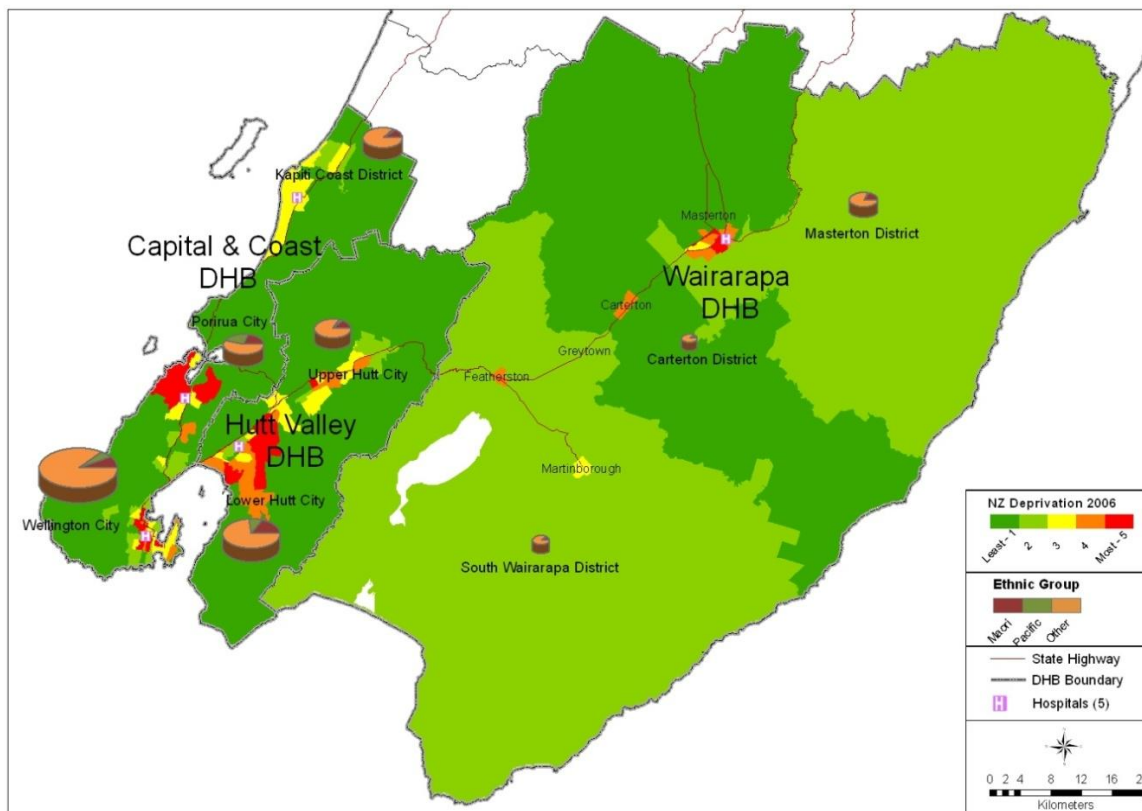 Kapiti Coast District
H
Capital & Coast
DHB
Porirua City
H
Upper Hutt City
Hutt Valley
H
DHB
Lower Hutt City
Wellington City
H
Masterton
H
Masterton District
Wairarapa
DHB
Carterton
Carterton District
Greytown
Featherston
Martinborough
South Wairarapa District
NZ Deprivation 2006
Least - 1
2
3
4
Most - 5
Ethnic Group
Maori
Pacific
Other
State Highway
DHB Boundary
H Hospitals (5)
0 2 4 8 12 16
Kilometers